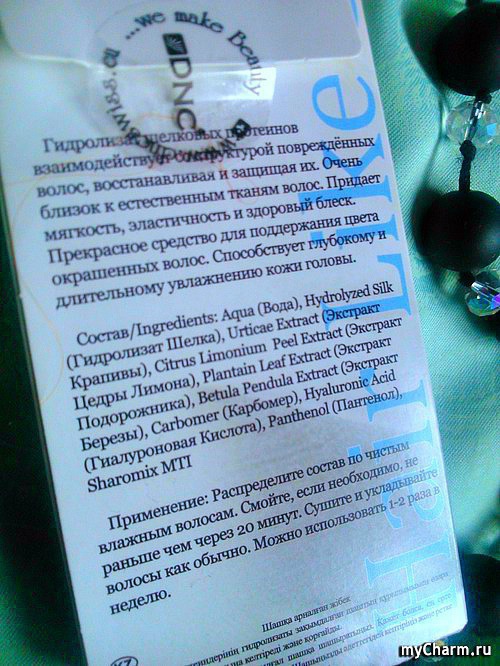 ...we make Beauty
DNC
Гидролизат шелковых протеинов
взаимодействует со структурой повреждённых
волос, восстанавливая и защищая их. Очень
близок к естественным тканям волос. Придает
мягкость, эластичность и здоровый блеск.
Прекрасное средство для поддержания цвета
окрашенных волос. Способствует глубокому и
длительному увлажнению кожи головы.
Состав/Ingredients: Aqua (Вода), Hydrolyzed Silk
(Гидролизат Шелка), Urticae Extract (Экстракт
Крапивы), Citrus Limonium Peel Extract (Экстракт
Цедры Лимона), Plantain Leaf Extract (Экстракт
Подорожника), Betula Pendula Extract (Экстракт
Березы), Carbomer (Карбомер), Hyaluronic Acid
(Гиалуроновая Кислота), Panthenol (Пантенол),
Sharomix MTI
Применение: Распределите состав по чистым
влажным волосам. Смойте, если необходимо, не
раньше чем через 20 минут. Сушите и укладывайте
волосы как обычно. Можно использовать 1-2 раза в
неделю.
Hair Like
Шашқа арналған жібек
KZ
myCharm.ru